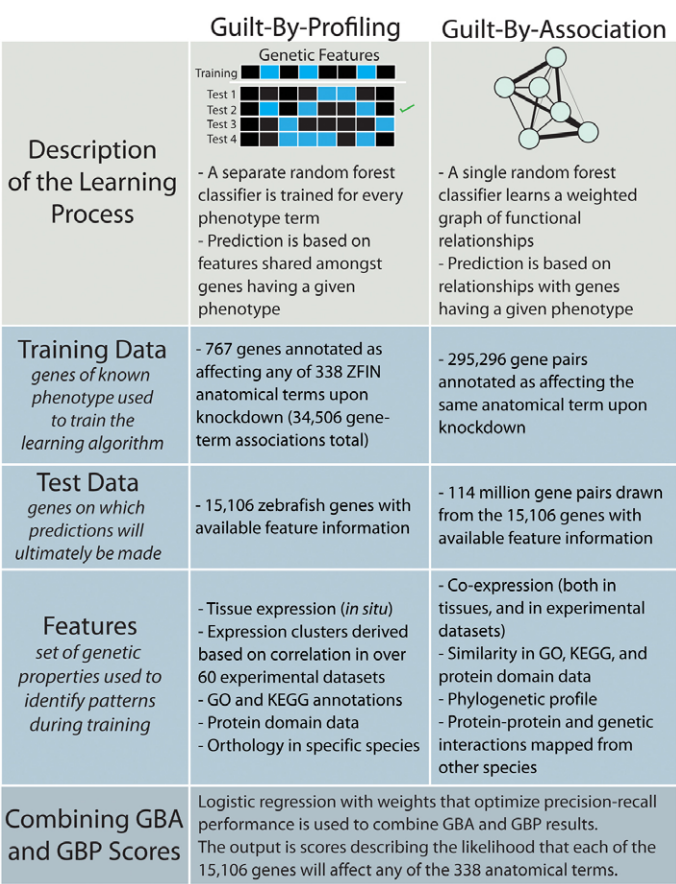 Guilt-By-Profiling
Guilt-By-Association
Description
of the Learning
Process
Genetic Features
Training
Test 1
Test 2
Test 3
Test 4
- A separate random forest
classifier is trained for every
phenotype term
- Prediction is based on
features shared amongst
genes having a given
phenotype
- A single random forest
classifier learns a weighted
graph of functional
relationships
- Prediction is based on
relationships with genes
having a given phenotype
Training Data
genes of known
phenotype used
to train the
learning algorithm
- 767 genes annotated as
affecting any of 338 ZFIN
anatomical terms upon
knockdown (34,506 gene-
term associations total)
- 295,296 gene pairs
annotated as affecting the
same anatomical term upon
knockdown
Test Data
genes on which
predictions will
ultimately be made
- 15,106 zebrafish genes with
available feature information
- 114 million gene pairs drawn
from the 15,106 genes with
available feature information
Features
set of genetic
properties used to
identify patterns
during training
- Tissue expression (in situ)
- Expression clusters derived
based on correlation in over
60 experimental datasets
- GO and KEGG annotations
- Protein domain data
- Orthology in specific species
- Co-expression (both in
tissues, and in experimental
datasets)
- Similarity in GO, KEGG, and
protein domain data
- Phylogenetic profile
- Protein-protein and genetic
interactions mapped from
other species
Combining GBA
and GBP Scores
Logistic regression with weights that optimize precision-recall
performance is used to combine GBA and GBP results.
The output is scores describing the likelihood that each of the
15,106 genes will affect any of the 338 anatomical terms.